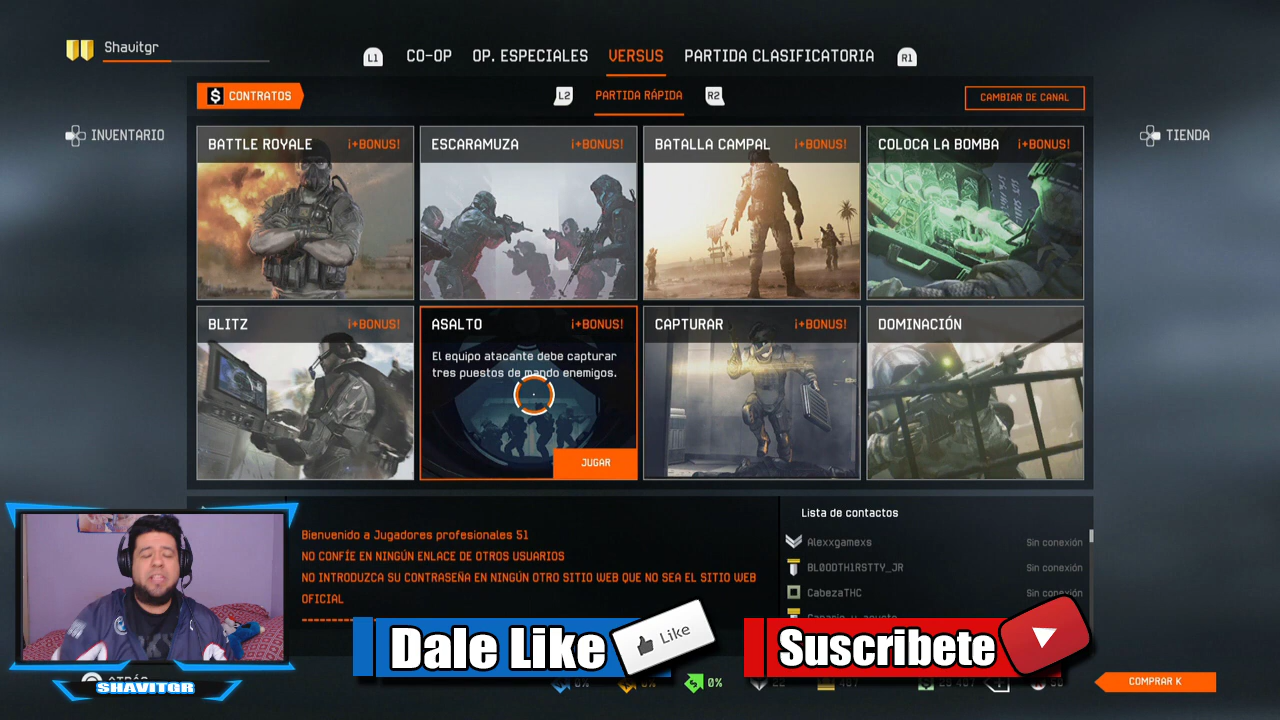 Shavitgr
L1 CO-OP OP. ESPECIALES VERSUS PARTIDA CLASIFICATORIA R1
$ CONTRATOS
L2 PARTIDA RÁPIDA R2
CAMBIAR DE CANAL
INVENTARIO
TIENDA
BATTLE ROYALE ¡+BONUS!
ESCARAMUZA ¡+BONUS!
BATALLA CAMPAL ¡+BONUS!
COLOCA LA BOMBA ¡+BONUS!
BLITZ ¡+BONUS!
ASALTO ¡+BONUS!
El equipo atacante debe capturar
tres puestos de mando enemigos.
JUGAR
CAPTURAR ¡+BONUS!
DOMINACIÓN
Bienvenido a Jugadores profesionales 51
NO CONFÍE EN NINGÚN ENLACE DE OTROS USUARIOS
NO INTRODUZCA SU CONTRASEÑA EN NINGÚN OTRO SITIO WEB QUE NO SEA EL SITIO WEB
OFICIAL
Lista de contactos
Alexxgamexs Sin conexión
BL0ODTH1RSTTY_JR Sin conexión
CabezaTHC Sin conexión
Dale Like
Like
Suscribete
ATRÁS
SHAVITGR
0%
COMPRAR K